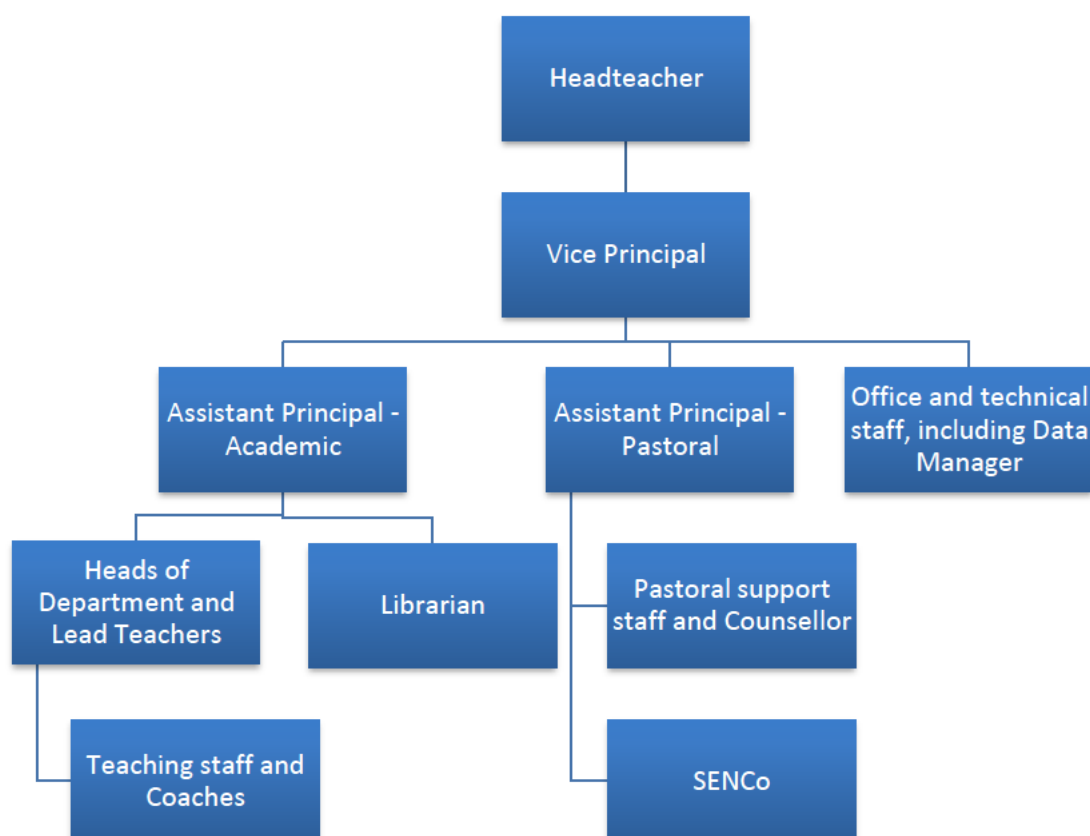 Headteacher
Vice Principal
Assistant Principal -
Academic
Assistant Principal -
Pastoral
Office and technical
staff, including Data
Manager
Heads of
Department and
Lead Teachers
Librarian
Pastoral support
staff and Counsellor
Teaching staff and
Coaches
SENCo